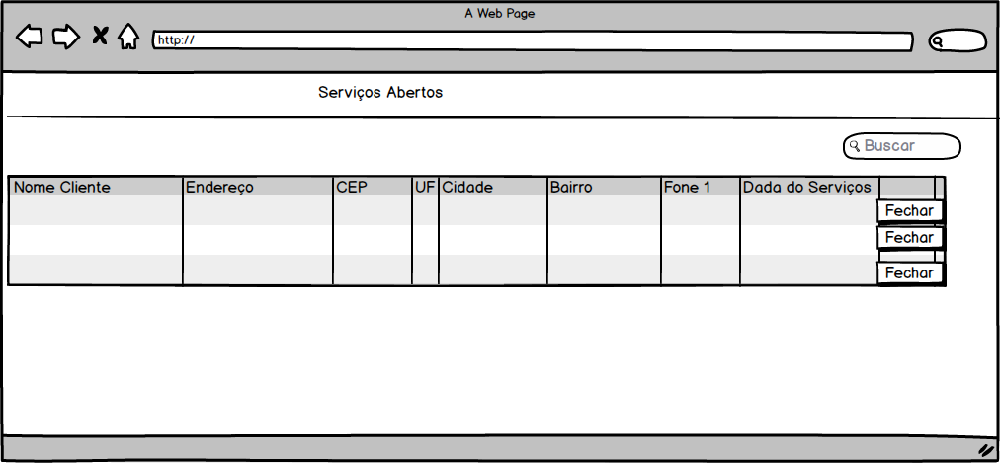 A Web Page
http://
Serviços Abertos
Buscar
Nome Cliente Endereço CEP UF Cidade Bairro Fone 1 Dada do Serviços
Fechar
Fechar
Fechar